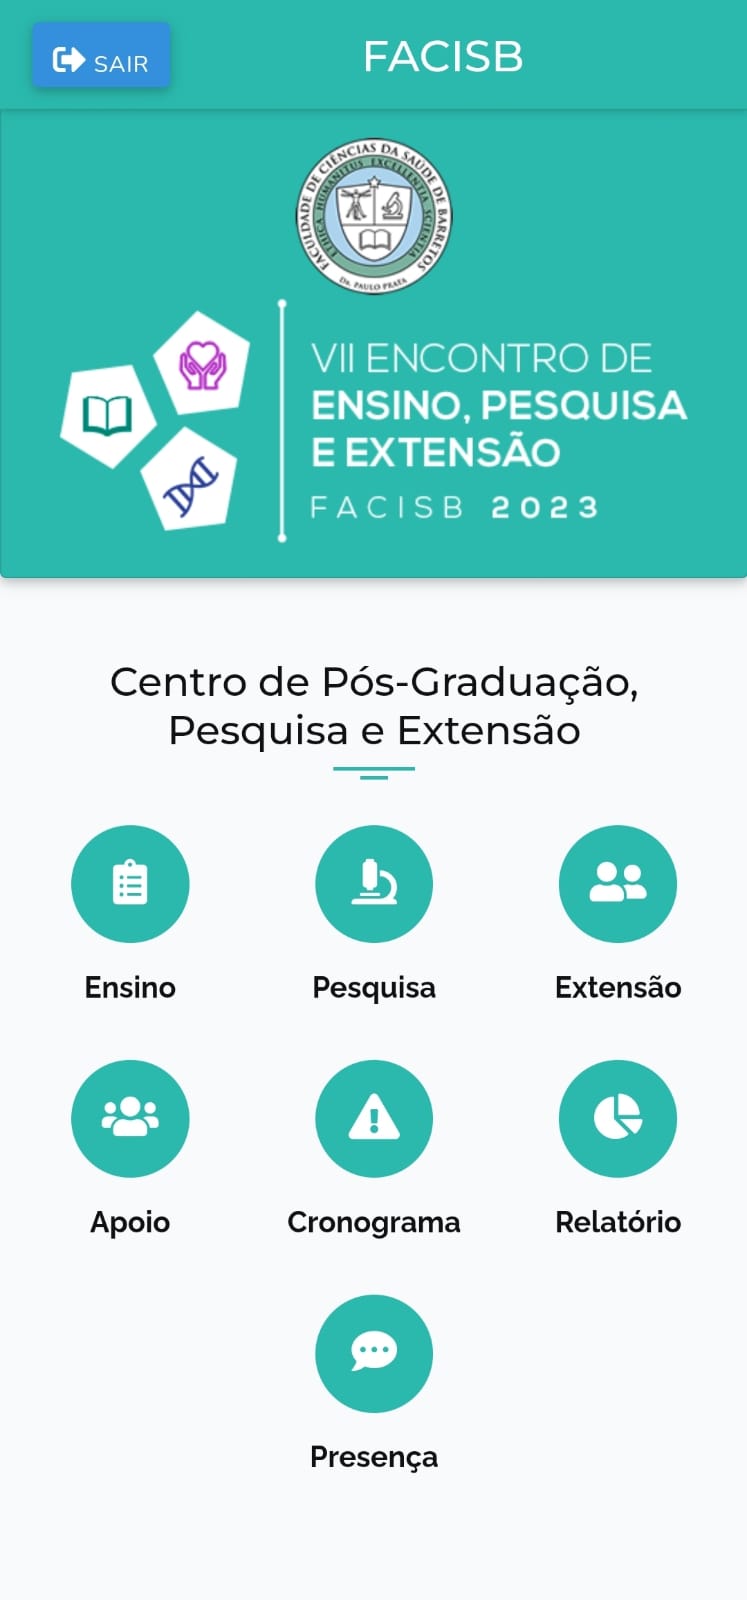 SAIR
FACISB
FACULDADE DE CIÊNCIAS DA SAÚDE DE BARRETOS
ETHICA HUMANITUS EXCELLENTIA SCIENTIA
DR. PAULO PRATA
VII ENCONTRO DE
ENSINO, PESQUISA
E EXTENSÃO
FACISB 2023
Centro de Pós-Graduação,
Pesquisa e Extensão
Ensino
Pesquisa
Extensão
Apoio
Cronograma
Relatório
Presença